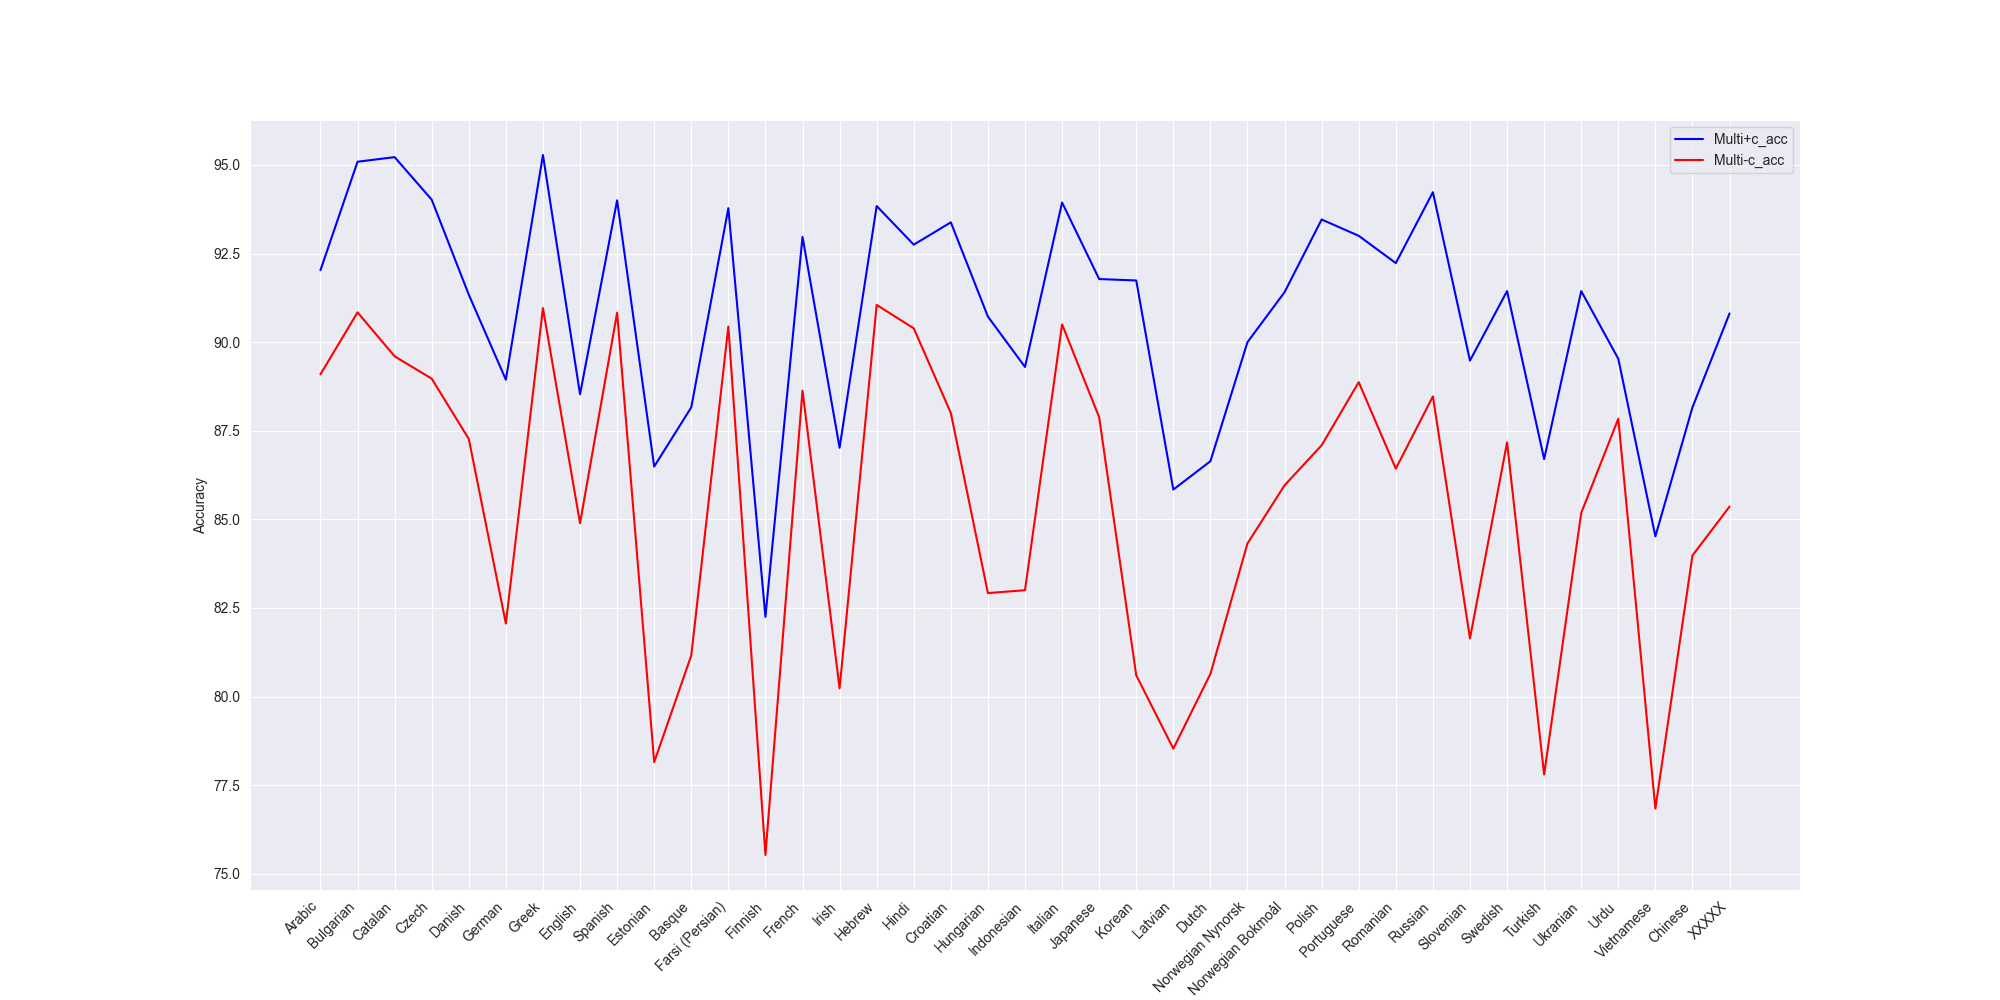 Multi+c_acc
Multi-c_acc
Accuracy
95.0
92.5
90.0
87.5
85.0
82.5
80.0
77.5
75.0
Arabic
Bulgarian
Catalan
Czech
Danish
German
Greek
English
Spanish
Estonian
Basque
Farsi (Persian)
Finnish
French
Irish
Hebrew
Hindi
Croatian
Hungarian
Indonesian
Italian
Japanese
Korean
Latvian
Dutch
Norwegian Nynorsk
Norwegian Bokmoål
Polish
Portuguese
Romanian
Russian
Slovenian
Swedish
Turkish
Ukranian
Urdu
Vietnamese
Chinese
XXXXX